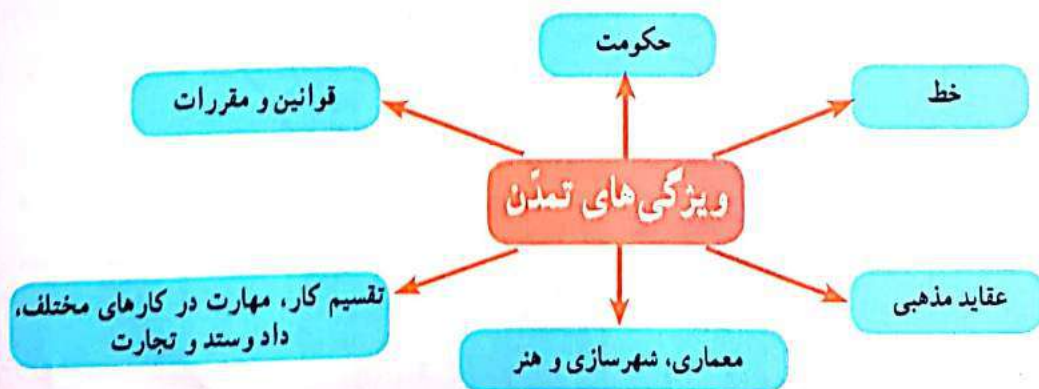 حکومت
خط
قوانین و مقررات
ویژگی‌های تمدّن
عقاید مذهبی
تقسیم کار، مهارت در کارهای مختلف،
داد و ستد و تجارت
معماری، شهرسازی و هنر